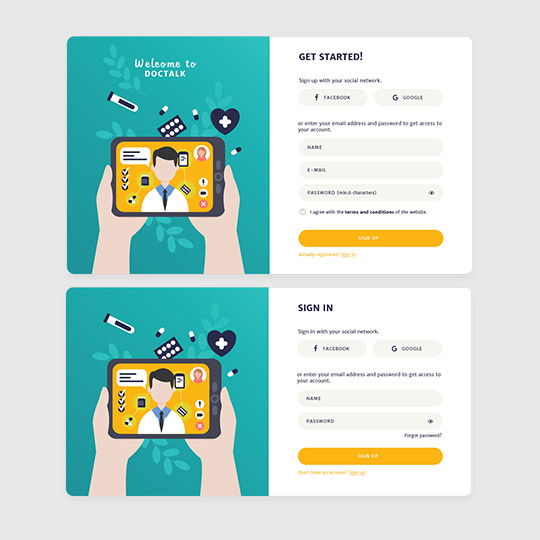 Welcome to
DOCTALK
GET STARTED!
Sign up with your social network.
FACEBOOK
GOOGLE
or enter your email address and password to get access to
your account.
NAME
E-MAIL
PASSWORD (min.6 characters)
I agree with the terms and conditions of the website.
SIGN UP
Already registered? Sign in
SIGN IN
Sign in with your social network.
FACEBOOK
GOOGLE
or enter your email address and password to get access to
your account.
NAME
PASSWORD
Forgot password?
SIGN UP
Don't have an account? Sign up